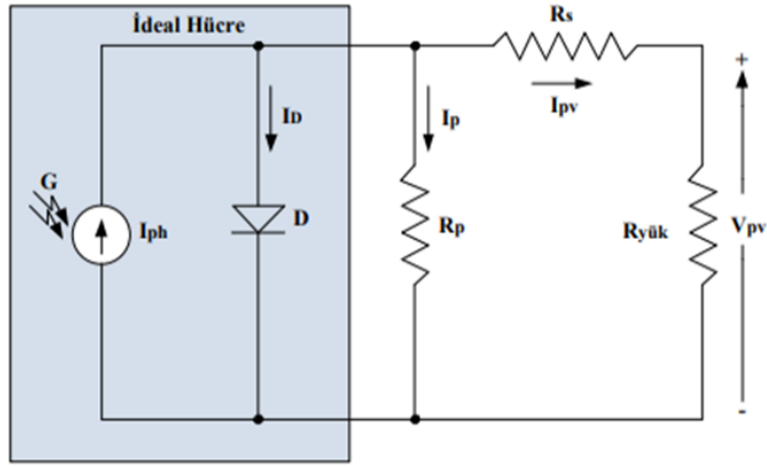 İdeal Hücre
Rs
Ipv
ID
Ip
G
Iph
D
Rp
Ryük
Vpv
+
-